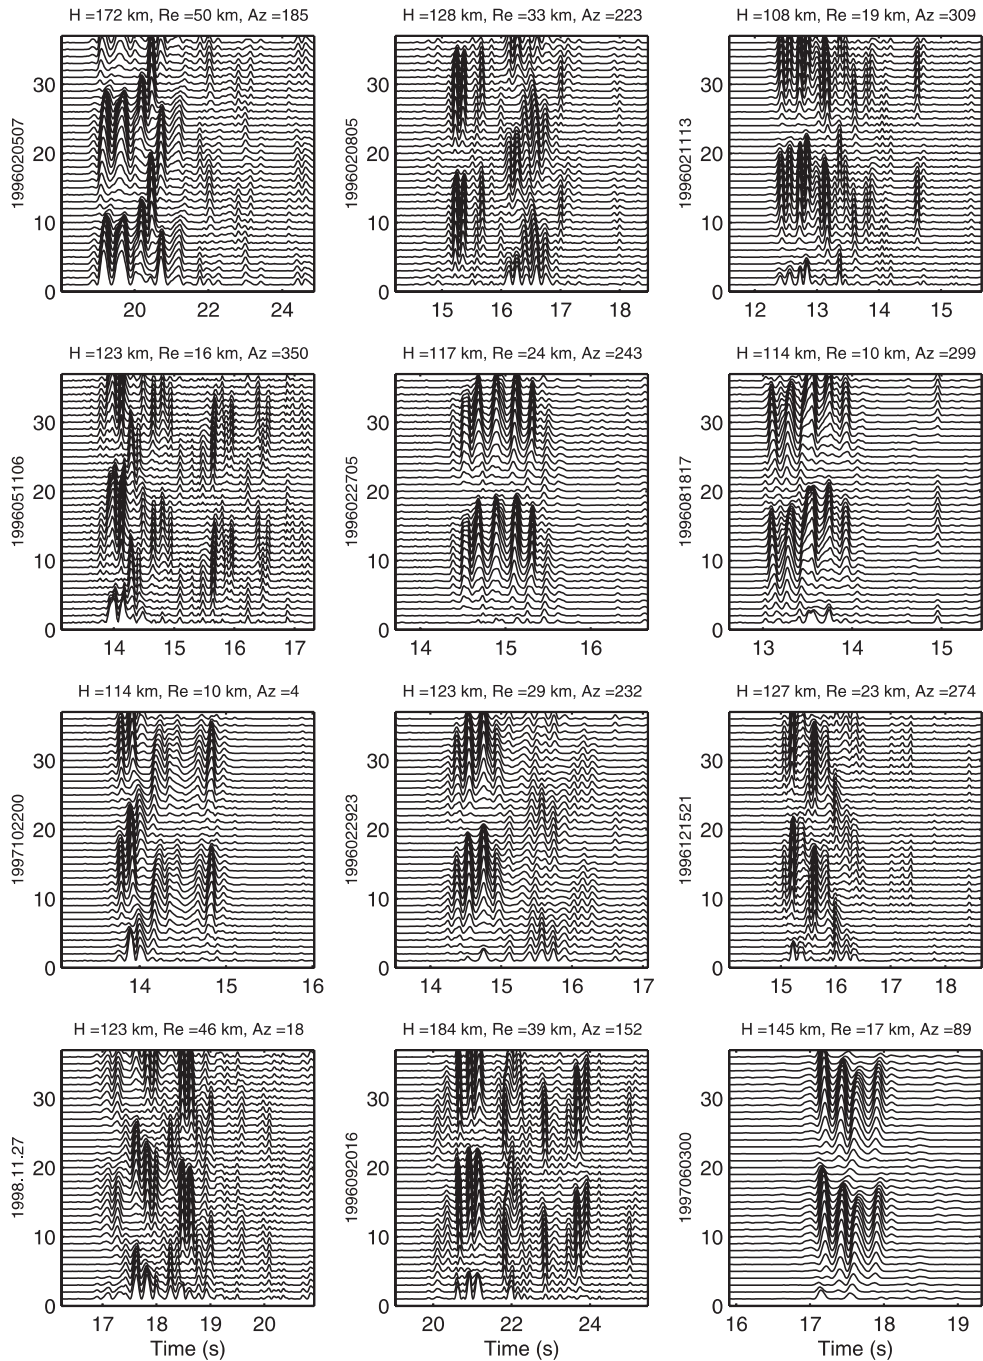 H =172 km, Re =50 km, Az =185
H =128 km, Re =33 km, Az =223
H =108 km, Re =19 km, Az =309
30
20
10
0
1996020507
20 22 24
30
20
10
0
1996020805
15 16 17 18
30
20
10
0
1996021113
12 13 14 15
H =123 km, Re =16 km, Az =350
H =117 km, Re =24 km, Az =243
H =114 km, Re =10 km, Az =299
30
20
10
0
1996051106
14 15 16 17
30
20
10
0
1996022705
14 15 16
30
20
10
0
1996081817
13 14 15
H =114 km, Re =10 km, Az =4
H =123 km, Re =29 km, Az =232
H =127 km, Re =23 km, Az =274
30
20
10
0
1997102200
14 15 16
30
20
10
0
1996022923
14 15 16 17
30
20
10
0
1996121521
15 16 17 18
H =123 km, Re =46 km, Az =18
H =184 km, Re =39 km, Az =152
H =145 km, Re =17 km, Az =89
30
20
10
0
1998.11.27
17 18 19 20
Time (s)
30
20
10
0
1996092016
20 22 24
Time (s)
30
20
10
0
1997060300
16 17 18 19
Time (s)